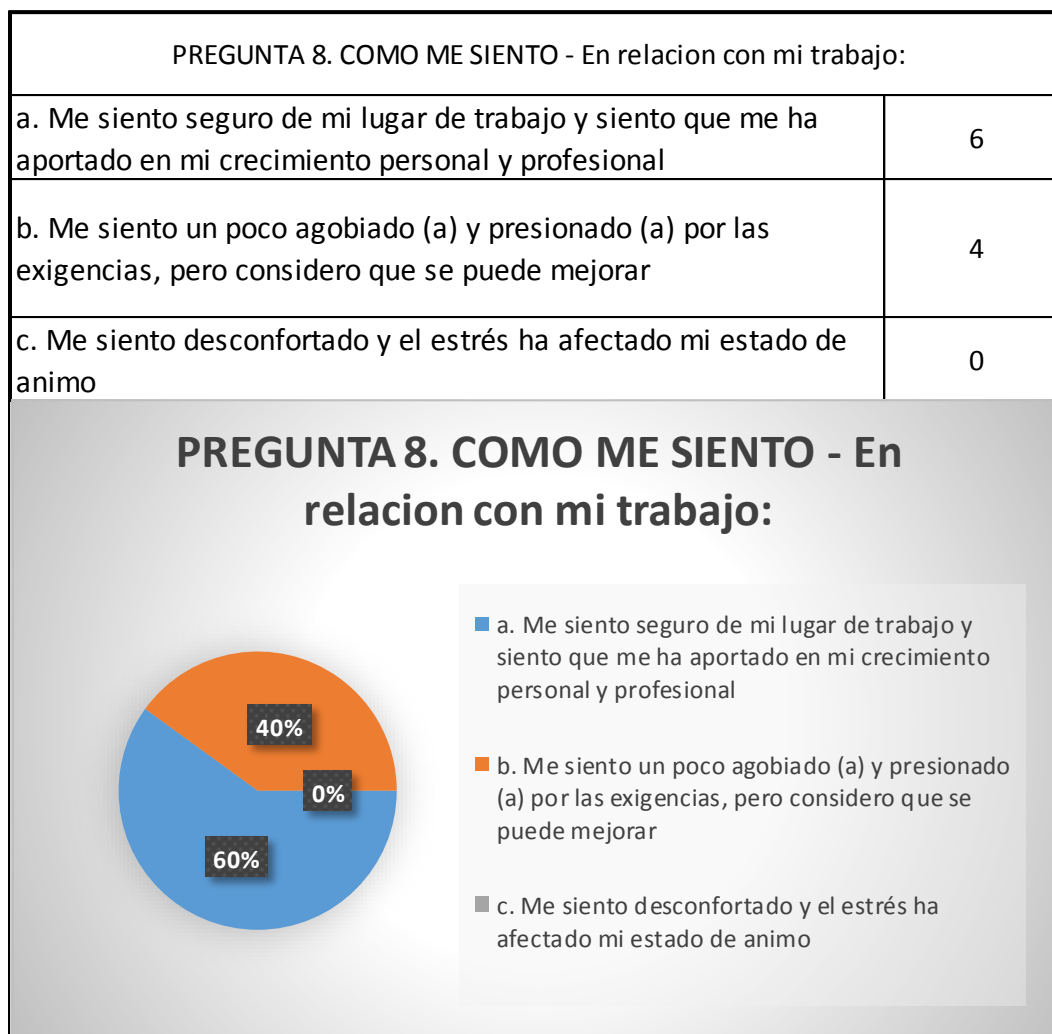 PREGUNTA 8. COMO ME SIENTO - En relacion con mi trabajo:
a. Me siento seguro de mi lugar de trabajo y siento que me ha
aportado en mi crecimiento personal y profesional
6
b. Me siento un poco agobiado (a) y presionado (a) por las
exigencias, pero considero que se puede mejorar
4
c. Me siento desconfortado y el estrés ha afectado mi estado de
animo
0
PREGUNTA 8. COMO ME SIENTO - En
relacion con mi trabajo:
40%
0%
60%
a. Me siento seguro de mi lugar de trabajo y
siento que me ha aportado en mi crecimiento
personal y profesional
b. Me siento un poco agobiado (a) y presionado
(a) por las exigencias, pero considero que se
puede mejorar
c. Me siento desconfortado y el estrés ha
afectado mi estado de animo